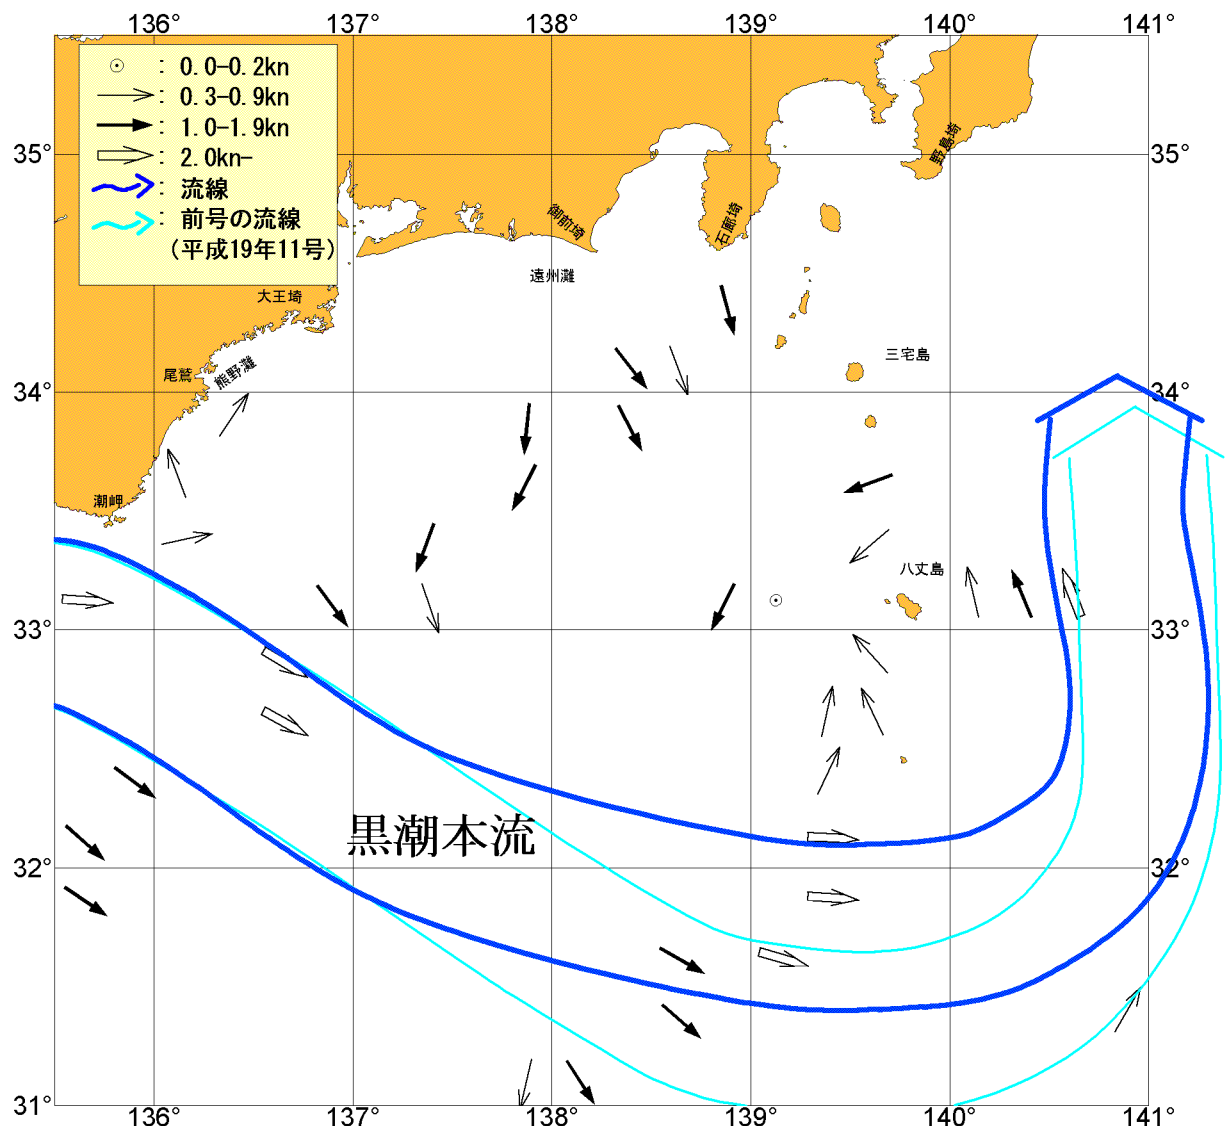 136° 137° 138° 139° 140° 141°
: 0.0-0.2kn
: 0.3-0.9kn
: 1.0-1.9kn
: 2.0kn-
: 流線
: 前号の流線
(平成19年11号)
35°
35°
野島埼
石廊埼
御前埼
遠州灘
大王埼
三宅島
尾鷲
熊野灘
34°
34°
潮岬
八丈島
33°
33°
黒潮本流
32°
32°
31°
31°
136° 137° 138° 139° 140° 141°